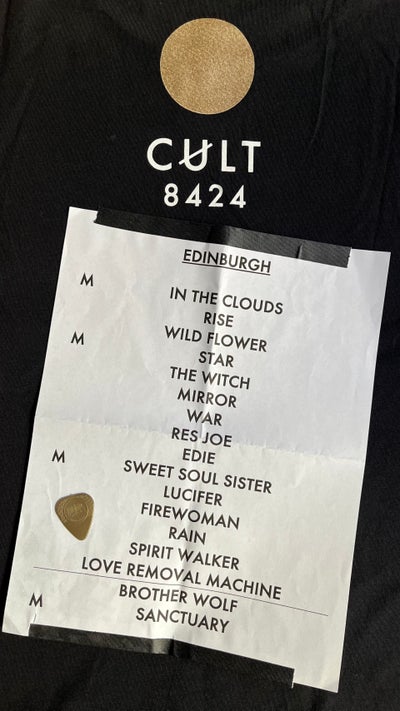 CULT
8424
EDINBURGH
M
IN THE CLOUDS
RISE
M WILD FLOWER
STAR
THE WITCH
MIRROR
WAR
RES JOE
EDIE
M SWEET SOUL SISTER
LUCIFER
FIREWOMAN
RAIN
SPIRIT WALKER
LOVE REMOVAL MACHINE
M BROTHER WOLF
SANCTUARY